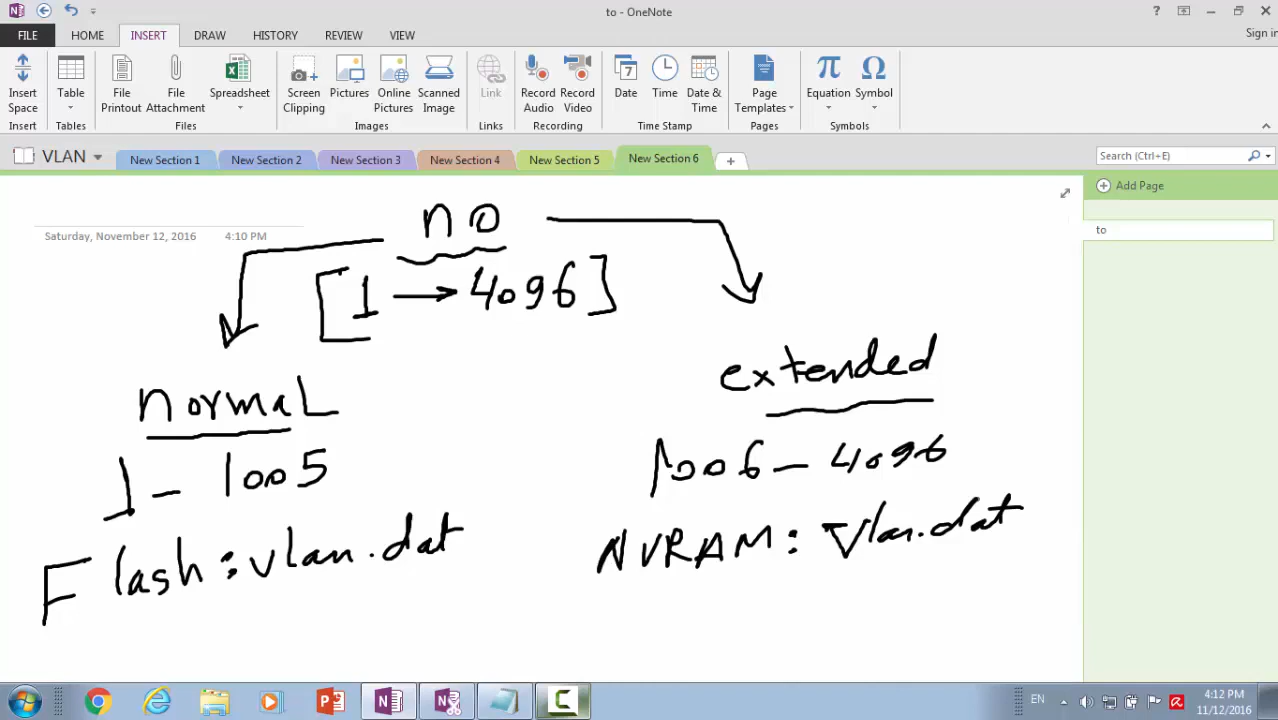 to - OneNote
Sign in
FILE HOME INSERT DRAW HISTORY REVIEW VIEW
Insert Space
Table
File Printout
File Attachment
Spreadsheet
Screen Clipping
Pictures
Online Pictures
Scanned Image
Link
Record Audio
Record Video
Date
Time
Date & Time
Page Templates
Equation
Symbol
Insert Tables Files Images Links Recording Time Stamp Pages Symbols
VLAN New Section 1 New Section 2 New Section 3 New Section 4 New Section 5 New Section 6
Search (Ctrl+E)
Add Page
to
Saturday, November 12, 2016 4:10 PM
no
[1 → 4096]
normal
1 - 1005
Flash:vlan.dat
extended
1006 - 4096
NVRAM: Vlan.dat
EN
4:12 PM
11/12/2016